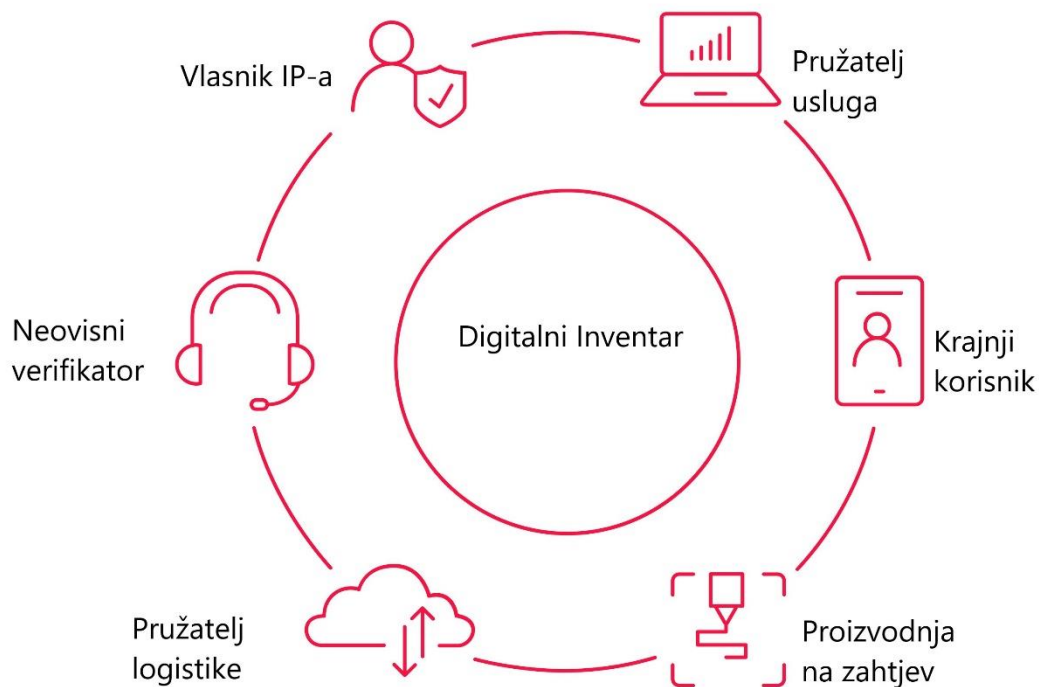 Vlasnik IP-a
Pružatelj
usluga
Neovisni
verifikator
Digitalni Inventar
Krajnji
korisnik
Pružatelj
logistike
Proizvodnja
na zahtjev